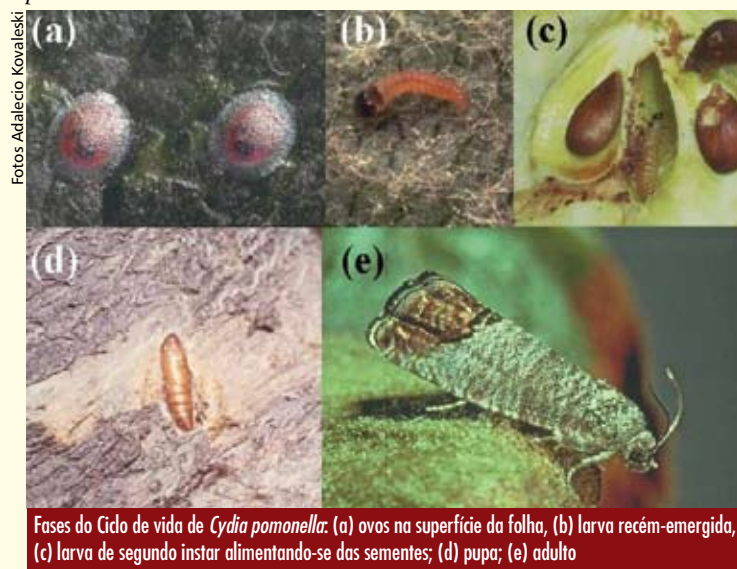 Fotos Adalecio Kovaleski
(a)
(b)
(c)
(d)
(e)
Fases do Ciclo de vida de Cydia pomonella: (a) ovos na superfície da folha, (b) larva recém-emergida,
(c) larva de segundo instar alimentando-se das sementes; (d) pupa; (e) adulto